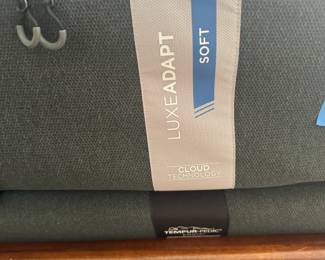 LUXEADAPT
SOFT
CLOUD
TECHNOLOGY
TEMPUR-PEDIC